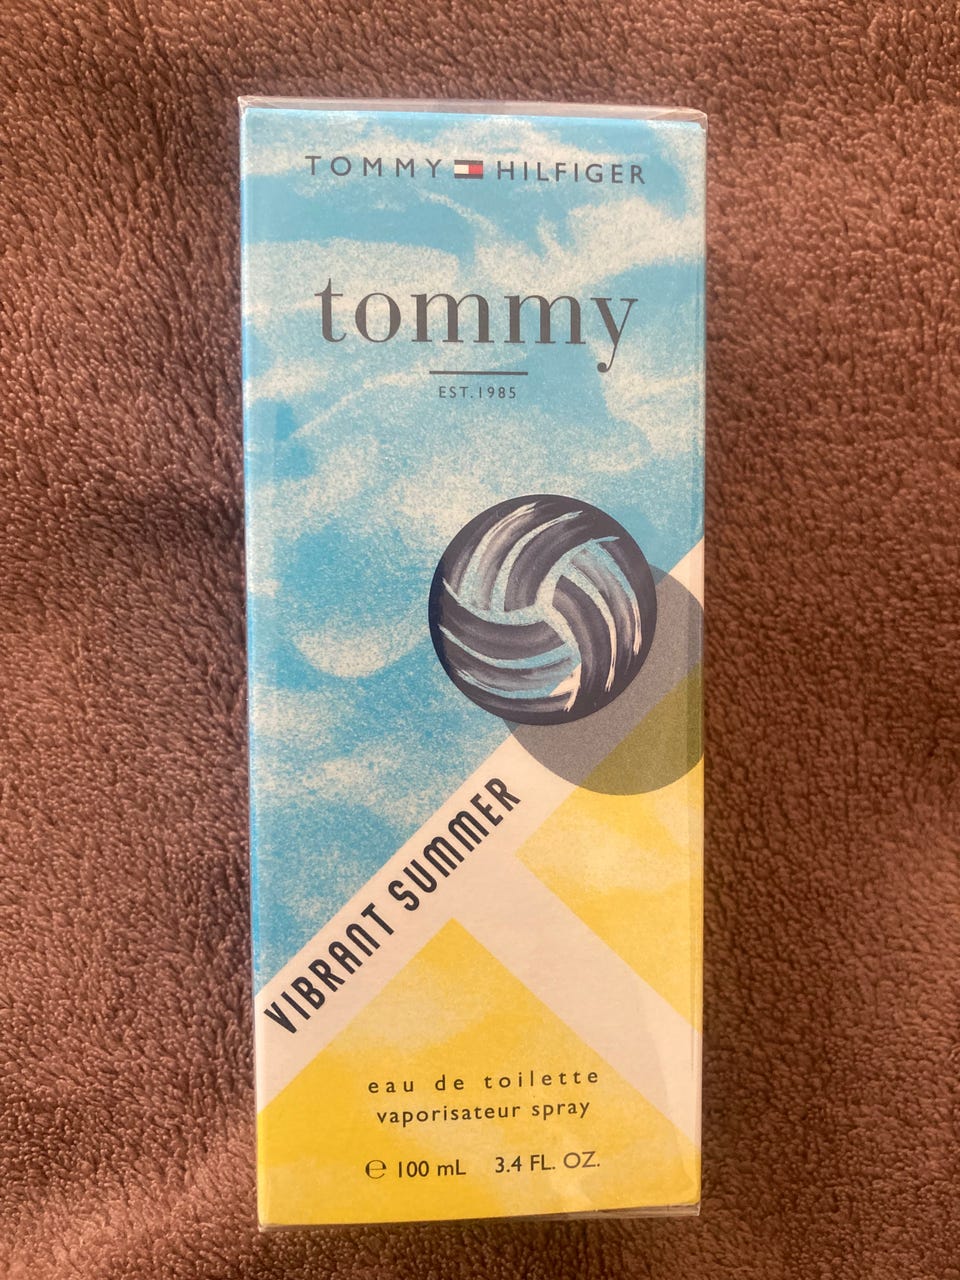 TOMMY HILFIGER
tommy
EST.1985
VIBRANT SUMMER
eau de toilette
vaporisateur spray
℮ 100 mL 3.4 FL. OZ.